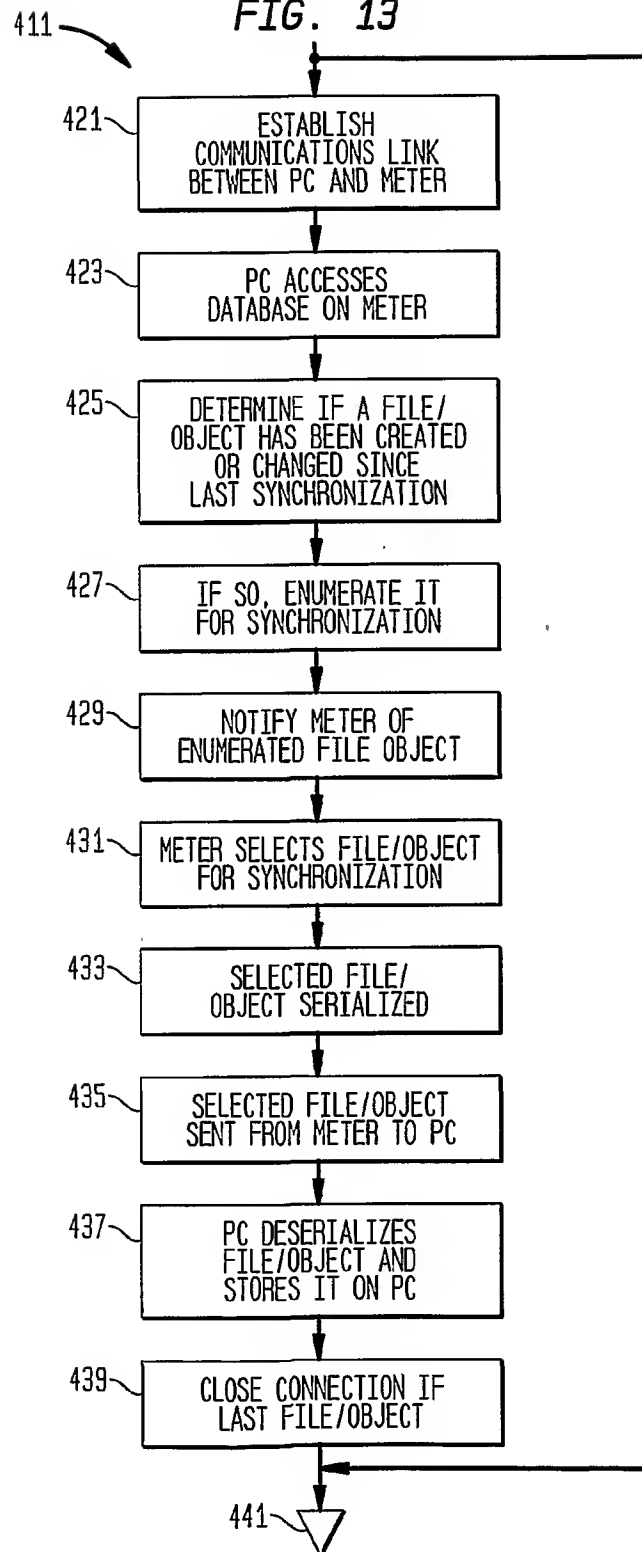 FIG. 13
411
421
ESTABLISH
COMMUNICATIONS LINK
BETWEEN PC AND METER
423
PC ACCESSES
DATABASE ON METER
425
DETERMINE IF A FILE/
OBJECT HAS BEEN CREATED
OR CHANGED SINCE
LAST SYNCHRONIZATION
427
IF SO, ENUMERATE IT
FOR SYNCHRONIZATION
429
NOTIFY METER OF
ENUMERATED FILE OBJECT
431
METER SELECTS FILE/OBJECT
FOR SYNCHRONIZATION
433
SELECTED FILE/
OBJECT SERIALIZED
435
SELECTED FILE/OBJECT
SENT FROM METER TO PC
437
PC DESERIALIZES
FILE/OBJECT AND
STORES IT ON PC
439
CLOSE CONNECTION IF
LAST FILE/OBJECT
441